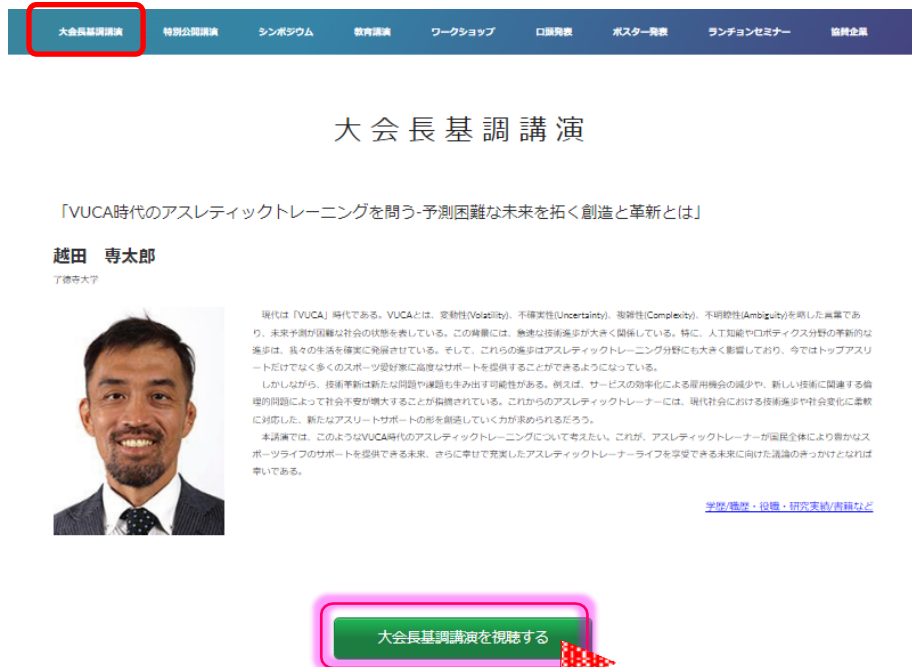 大会長基調講演 特別公開講演 シンポジウム 教育講演 ワークショップ 口頭発表 ポスター発表 ランチョンセミナー 協賛企業
大会長基調講演
「VUCA時代のアスレティックトレーニングを問う-予測困難な未来を拓く創造と革新とは」
越田 専太郎
了德寺大学
現代は「VUCA」時代である。VUCAとは、変動性(Volatility)、不確実性(Uncertainty)、複雑性(Complexity)、不明瞭性(Ambiguity)を略した言葉であ
り、未来予測が困難な社会の状態を表している。この背景には、急速な技術進歩が大きく関係している。特に、人工知能やロボティクス分野の革新的な
進歩は、我々の生活を確実に発展させている。そして、これらの進歩はアスレティックトレーニング分野にも大きく影響しており、今ではトップアスリ
ートだけでなく多くのスポーツ愛好家に高度なサポートを提供することができるようになっている。
しかしながら、技術革新は新たな問題や課題も生み出す可能性がある。例えば、サービスの効率化による雇用機会の減少や、新しい技術に関連する倫
理的問題によって社会不安が増大することが指摘されている。これからのアスレティックトレーナーには、現代社会における技術進歩や社会変化に柔軟
に対応した、新たなアスリートサポートの形を創造していく力が求められるだろう。
本講演では、このようなVUCA時代のアスレティックトレーニングについて考えたい。これが、アスレティックトレーナーが国民全体により豊かなス
ポーツライフのサポートを提供できる未来、さらに幸せで充実したアスレティックトレーナーライフを享受できる未来に向けた議論のきっかけとなれば
幸いである。
学歴/職歴・役職・研究実績/書籍など
大会長基調講演を視聴する